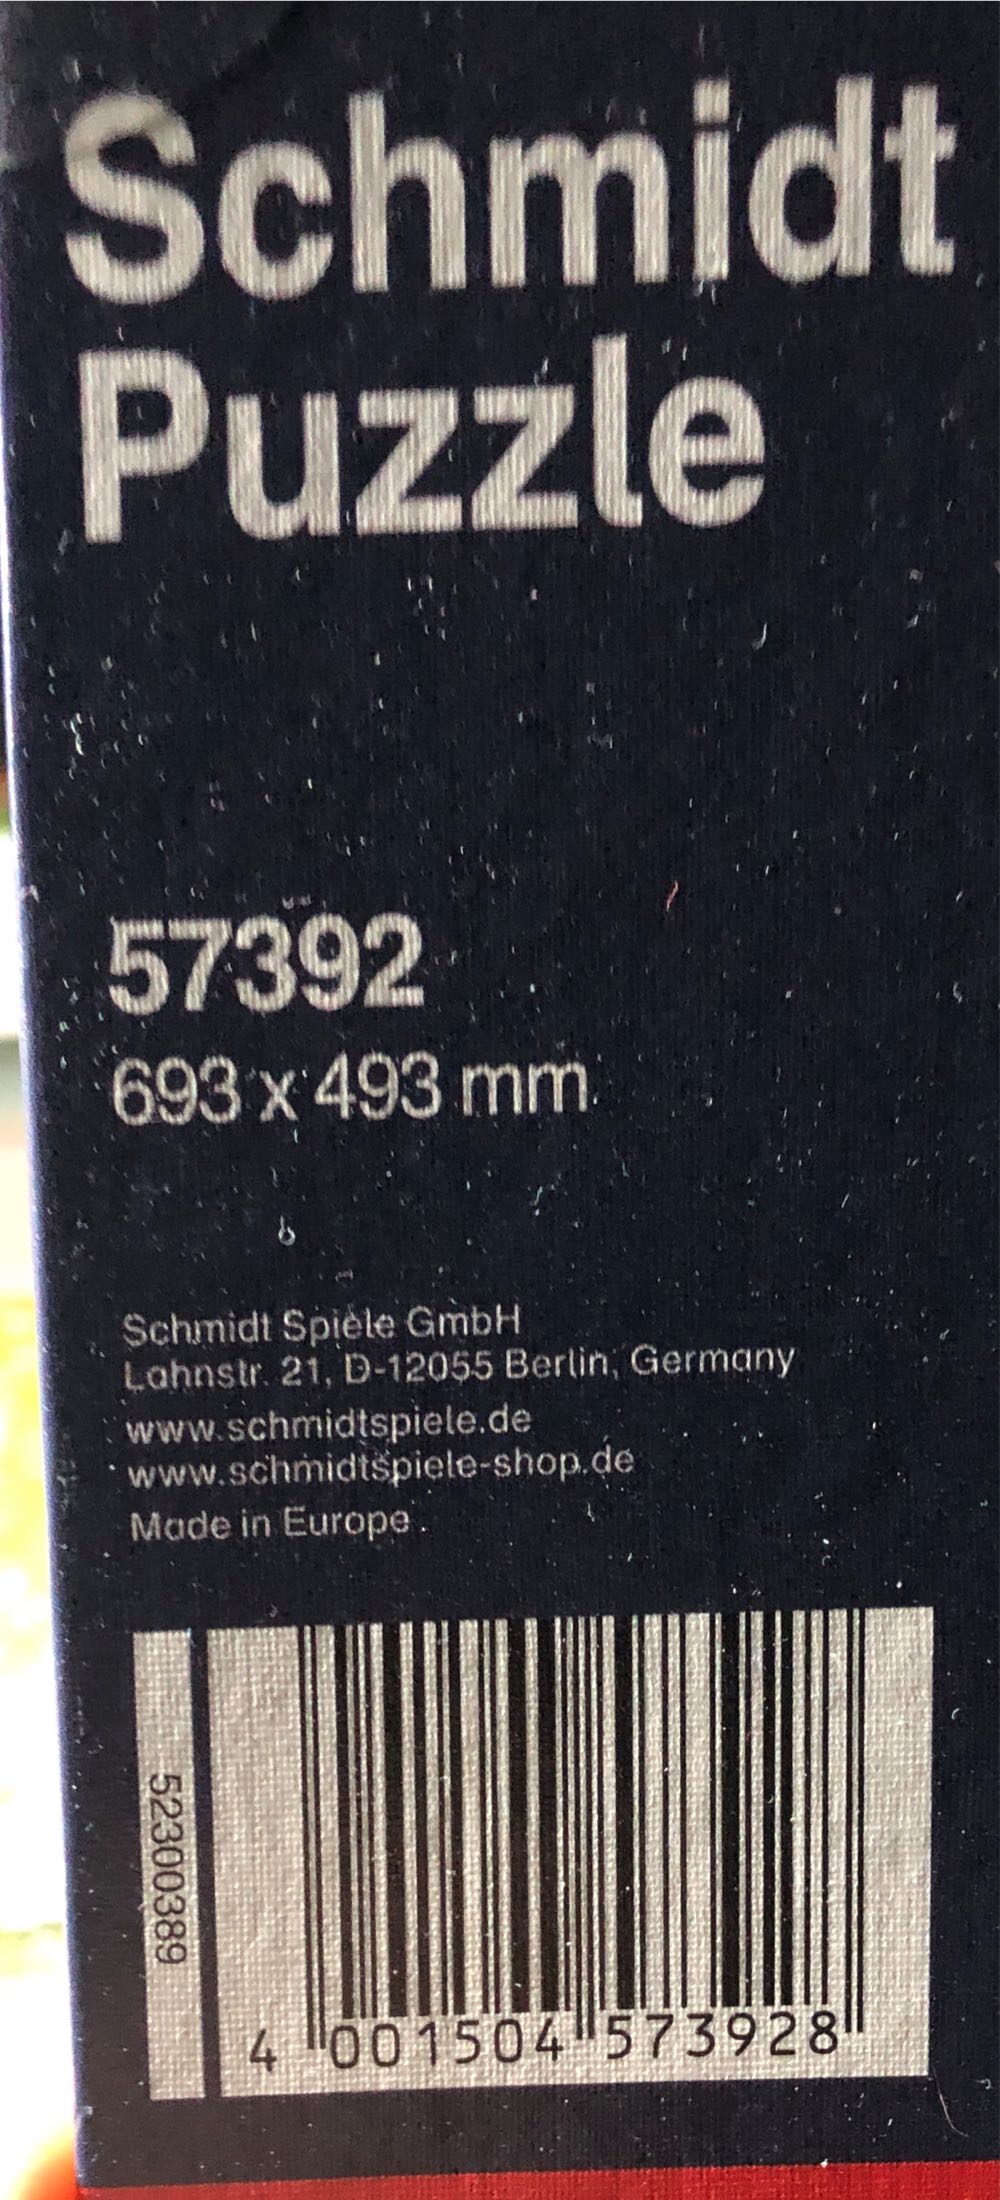 Schmidt
Puzzle
57392
693 x 493 mm
Schmidt Spiele GmbH
Lahnstr. 21, D-12055 Berlin, Germany
www.schmidtspiele.de
www.schmidtspiele-shop.de
Made in Europe
52300389
4 001504 573928